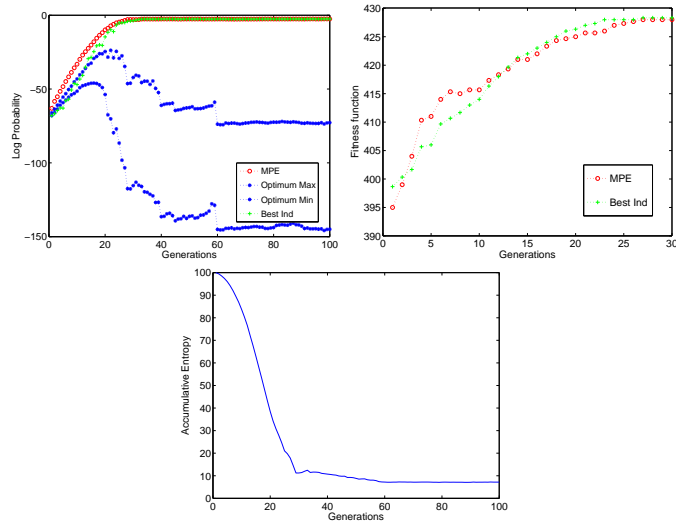 0
−50
−100
−150
0 20 40 60 80 100
Generations
Log Probability
MPE
Optimum Max
Optimum Min
Best Ind
430
425
420
415
410
405
400
395
390
0 5 10 15 20 25 30
Generations
Fitness function
MPE
Best Ind
100
90
80
70
60
50
40
30
20
10
0
0 20 40 60 80 100
Generations
Accumulative Entropy